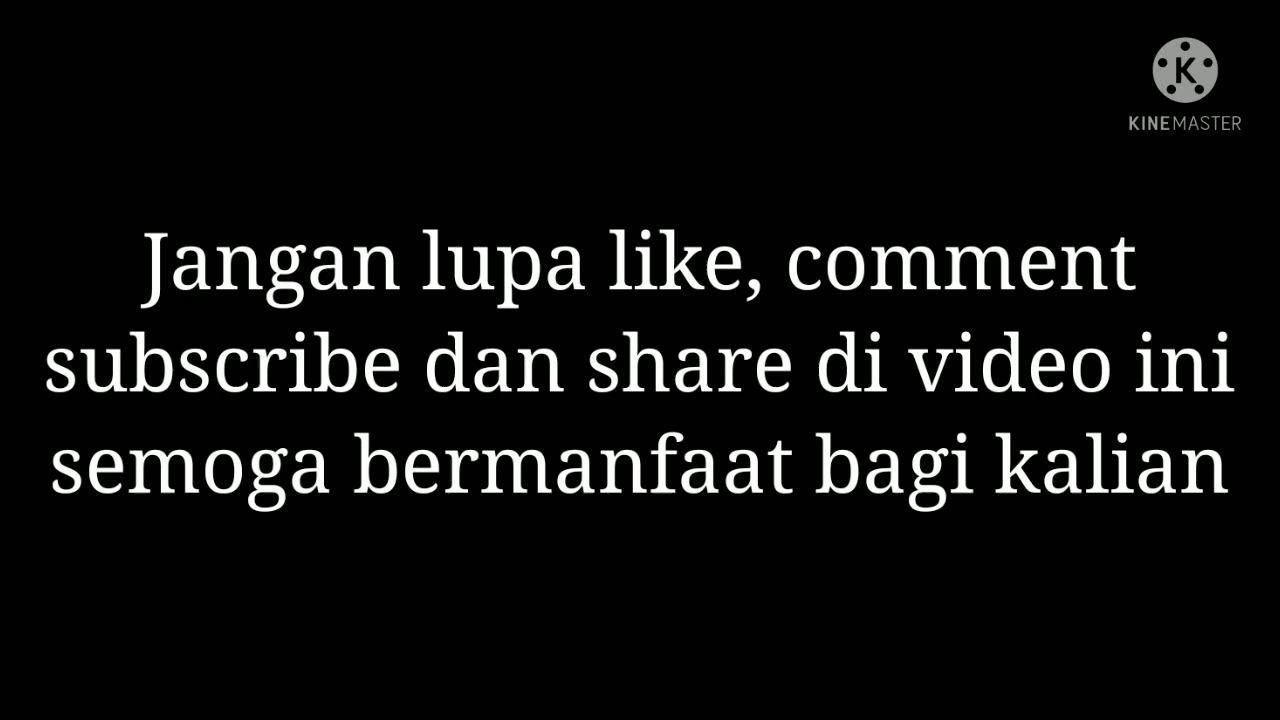 K
KINEMASTER
Jangan lupa like, comment
subscribe dan share di video ini
semoga bermanfaat bagi kalian